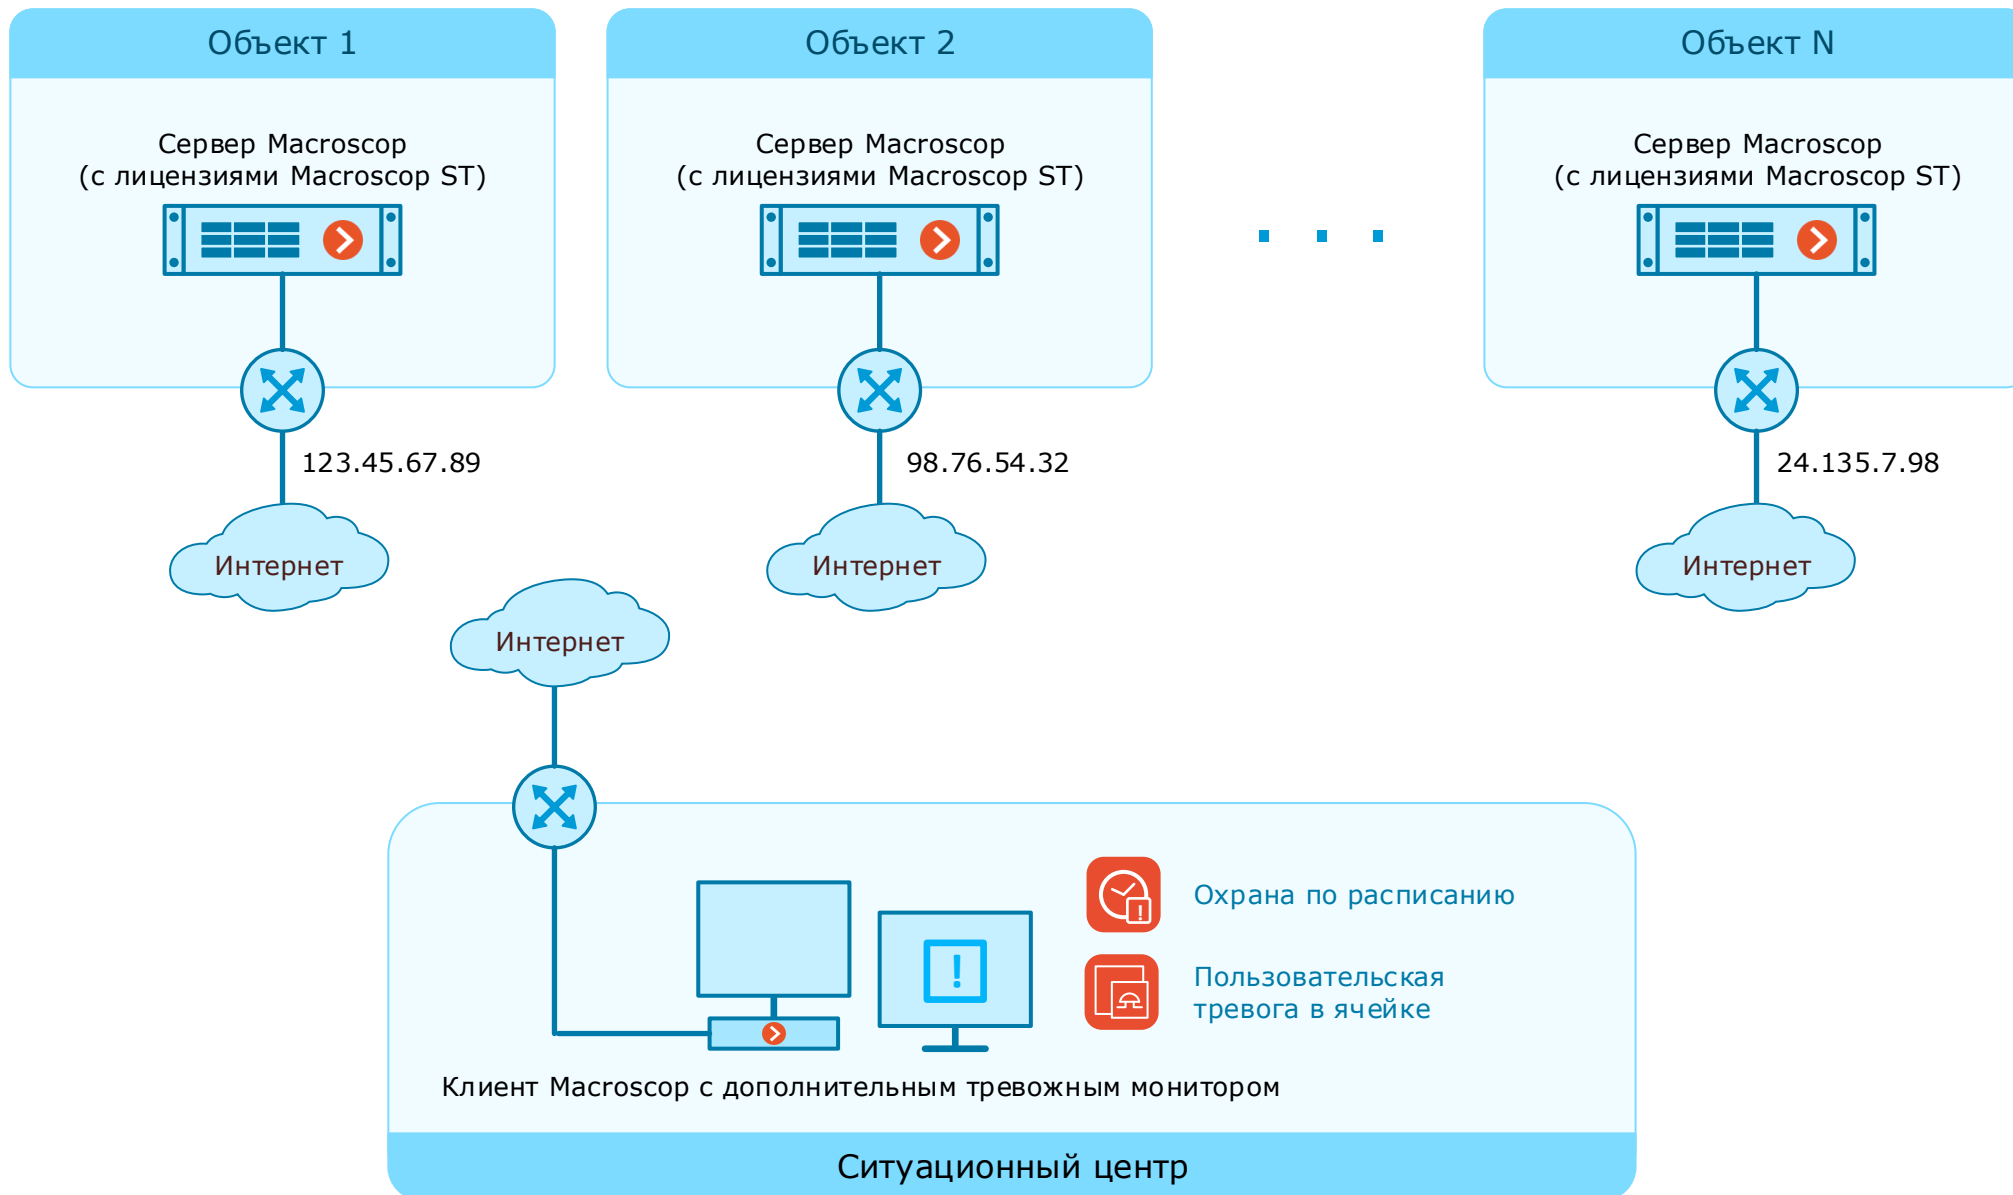 Объект 1
Объект 2
Объект N
Сервер Macroscop
(с лицензиями Macroscop ST)
Сервер Macroscop
(с лицензиями Macroscop ST)
Сервер Macroscop
(с лицензиями Macroscop ST)
123.45.67.89
98.76.54.32
24.135.7.98
Интернет
Интернет
Интернет
Интернет
Охрана по расписанию
Пользовательская
тревога в ячейке
Клиент Macroscop с дополнительным тревожным монитором
Ситуационный центр